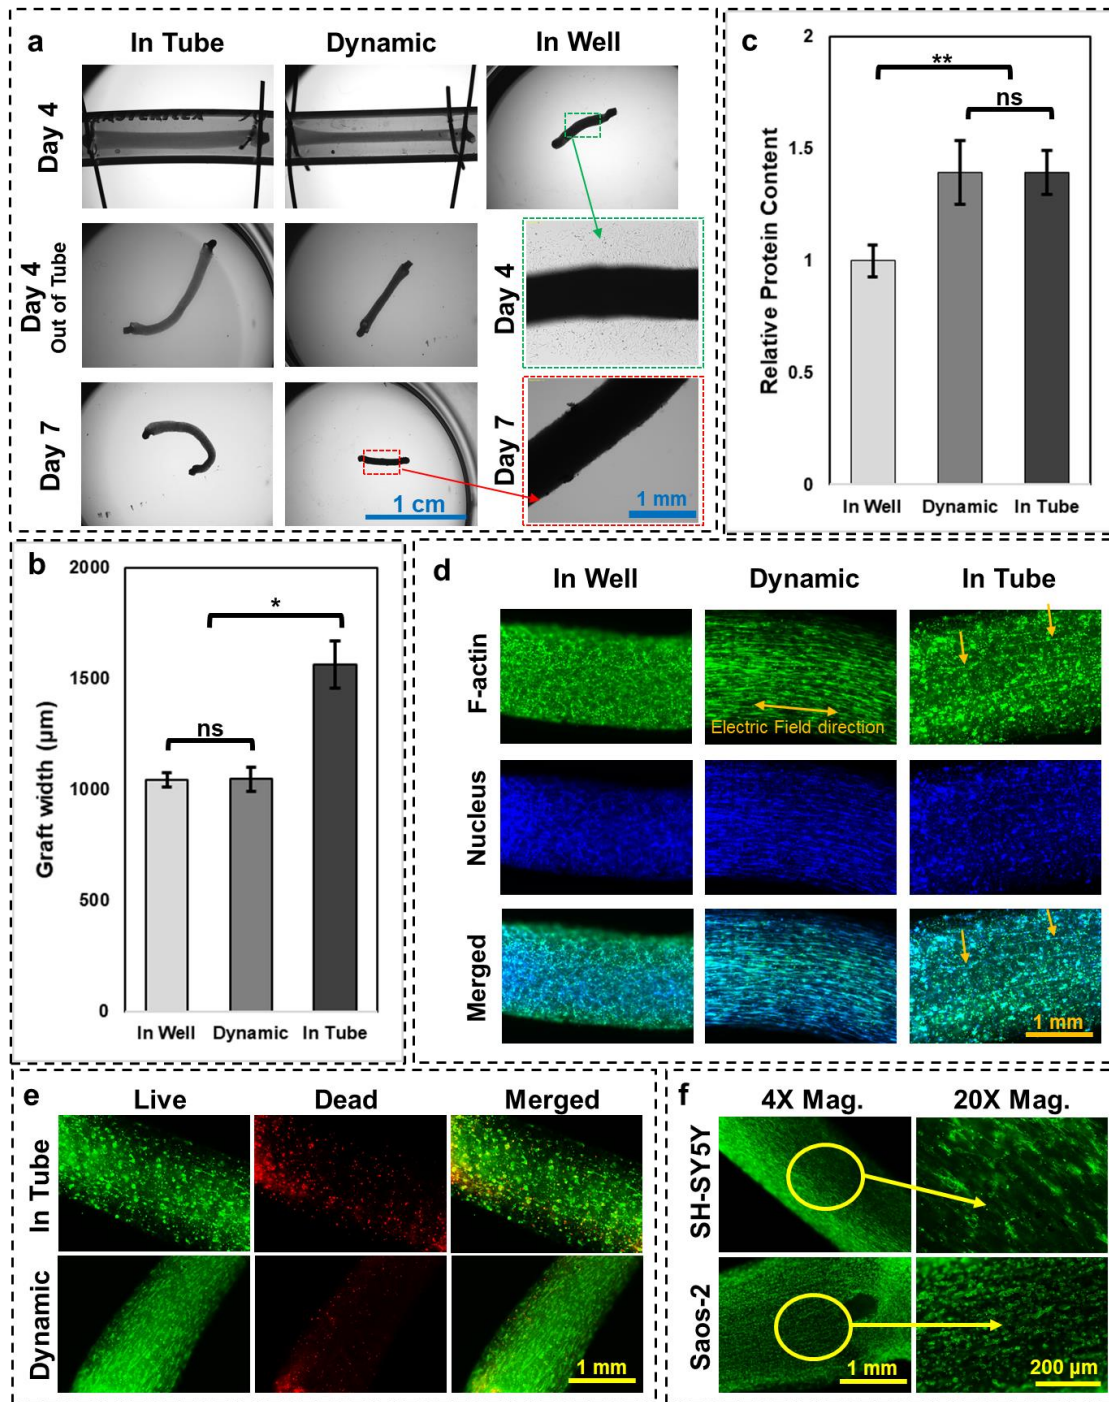 a
In Tube
Dynamic
In Well
Day 4
Day 4
Out of Tube
Day 4
Day 7
Day 7
1 cm
1 mm
c
2
1.5
1
0.5
0
Relative Protein Content
**
ns
In Well
Dynamic
In Tube
b
2000
1500
1000
500
0
Graft width (µm)
*
ns
In Well
Dynamic
In Tube
d
In Well
Dynamic
In Tube
F-actin
Electric Field direction
Nucleus
Merged
1 mm
e
Live
Dead
Merged
In Tube
Dynamic
1 mm
f
4X Mag.
20X Mag.
SH-SY5Y
Saos-2
1 mm
200 µm